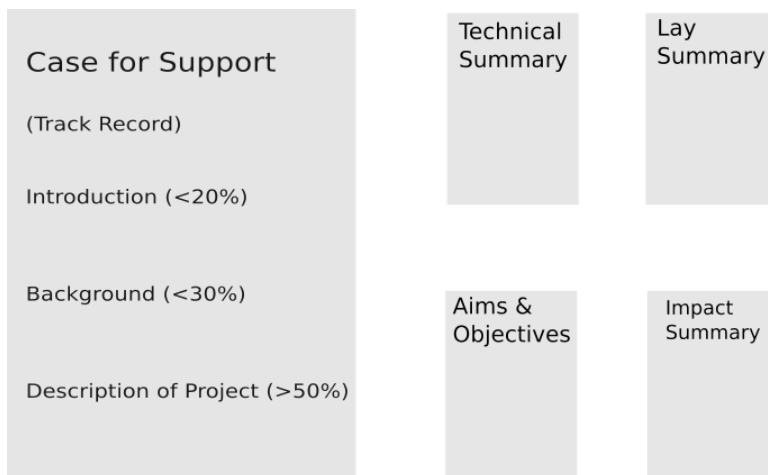 Case for Support
(Track Record)
Introduction (<20%)
Background (<30%)
Description of Project (>50%)
Technical
Summary
Lay
Summary
Aims &
Objectives
Impact
Summary